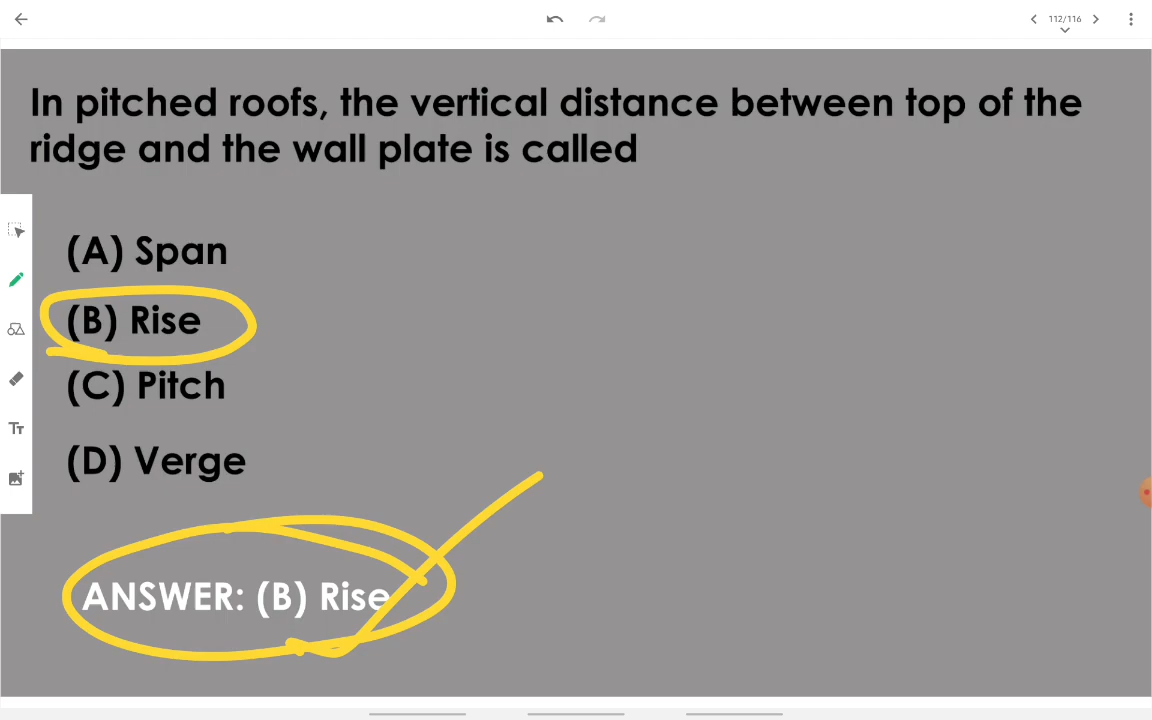 112/116
In pitched roofs, the vertical distance between top of the
ridge and the wall plate is called
(A) Span
(B) Rise
(C) Pitch
(D) Verge
Tт
ANSWER: (B) Rise